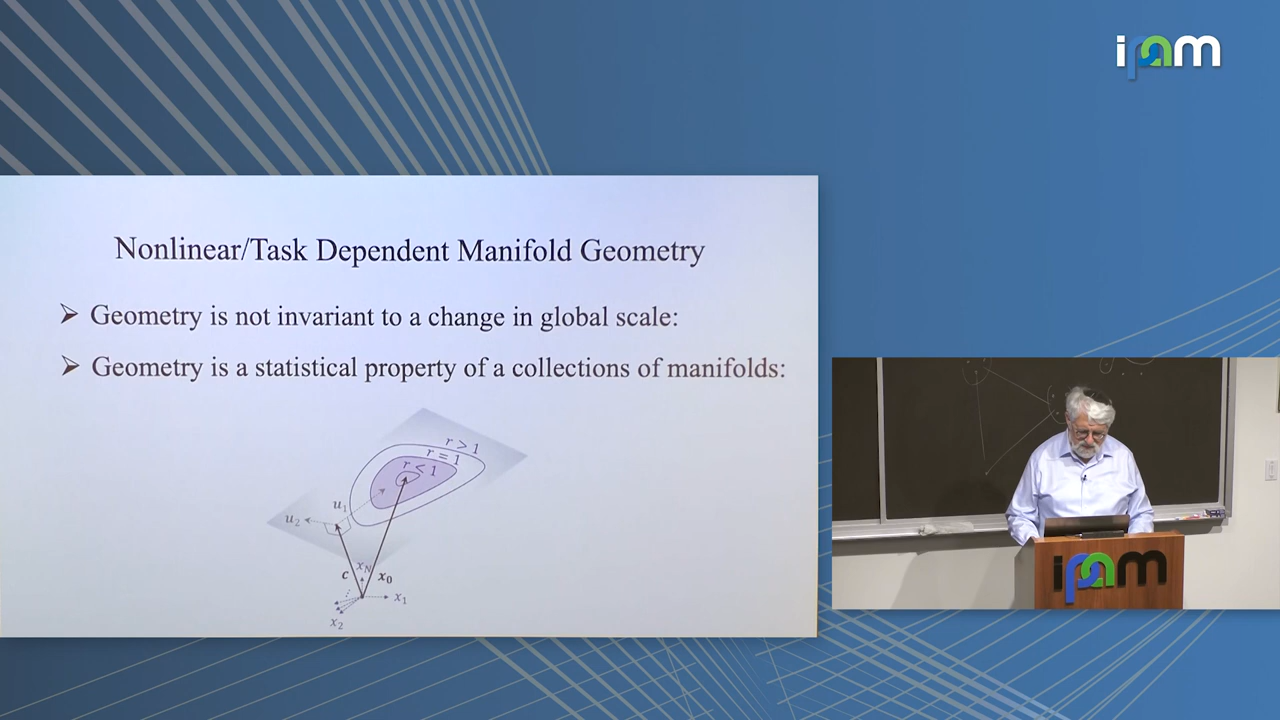 ipam
Nonlinear/Task Dependent Manifold Geometry
➢ Geometry is not invariant to a change in global scale:
➢ Geometry is a statistical property of a collections of manifolds:
r > 1
r = 1
r < 1
u₁
u₂
c
x_N
x₀
x₁
x₂
ipam